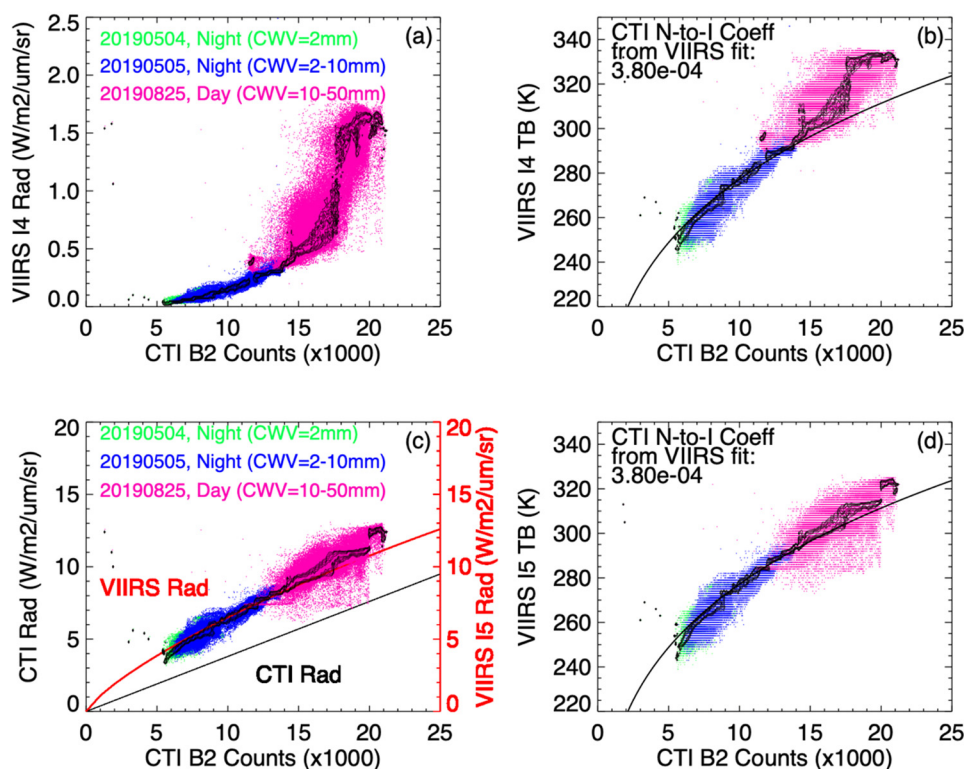 20190504, Night (CWV=2mm)
20190505, Night (CWV=2-10mm)
20190825, Day (CWV=10-50mm)
(a)
2.5
2.0
1.5
1.0
0.5
0.0
VIIRS I4 Rad (W/m2/um/sr)
0 5 10 15 20 25
CTI B2 Counts (x1000)
CTI N-to-I Coeff
from VIIRS fit:
3.80e-04
(b)
340
320
300
280
260
240
220
VIIRS I4 TB (K)
0 5 10 15 20 25
CTI B2 Counts (x1000)
20190504, Night (CWV=2mm)
20190505, Night (CWV=2-10mm)
20190825, Day (CWV=10-50mm)
(c)
20
15
10
5
0
CTI Rad (W/m2/um/sr)
VIIRS Rad
CTI Rad
20
15
10
5
0
VIIRS I5 Rad (W/m2/um/sr)
0 5 10 15 20 25
CTI B2 Counts (x1000)
CTI N-to-I Coeff
from VIIRS fit:
3.80e-04
(d)
340
320
300
280
260
240
220
VIIRS I5 TB (K)
0 5 10 15 20 25
CTI B2 Counts (x1000)